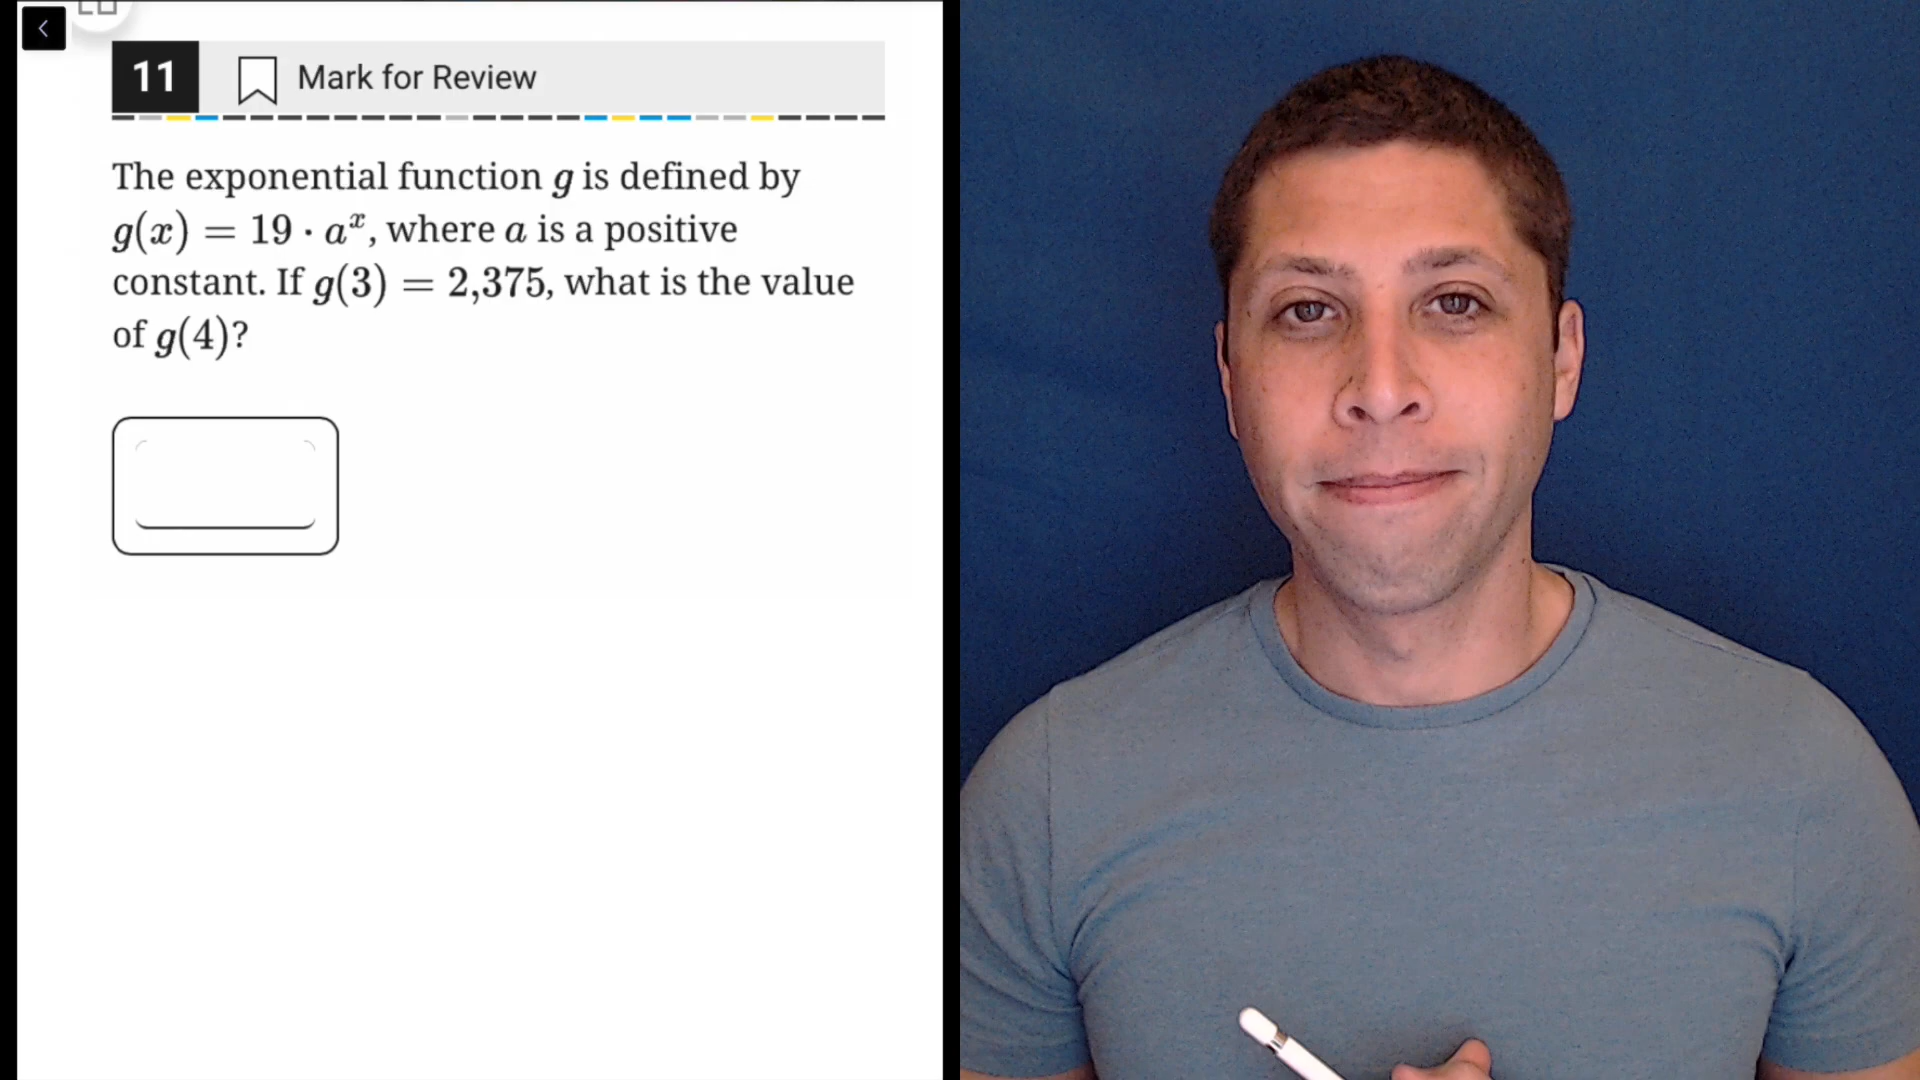 11 Mark for Review
The exponential function g is defined by
g(x) = 19 · aˣ, where a is a positive
constant. If g(3) = 2,375, what is the value
of g(4)?